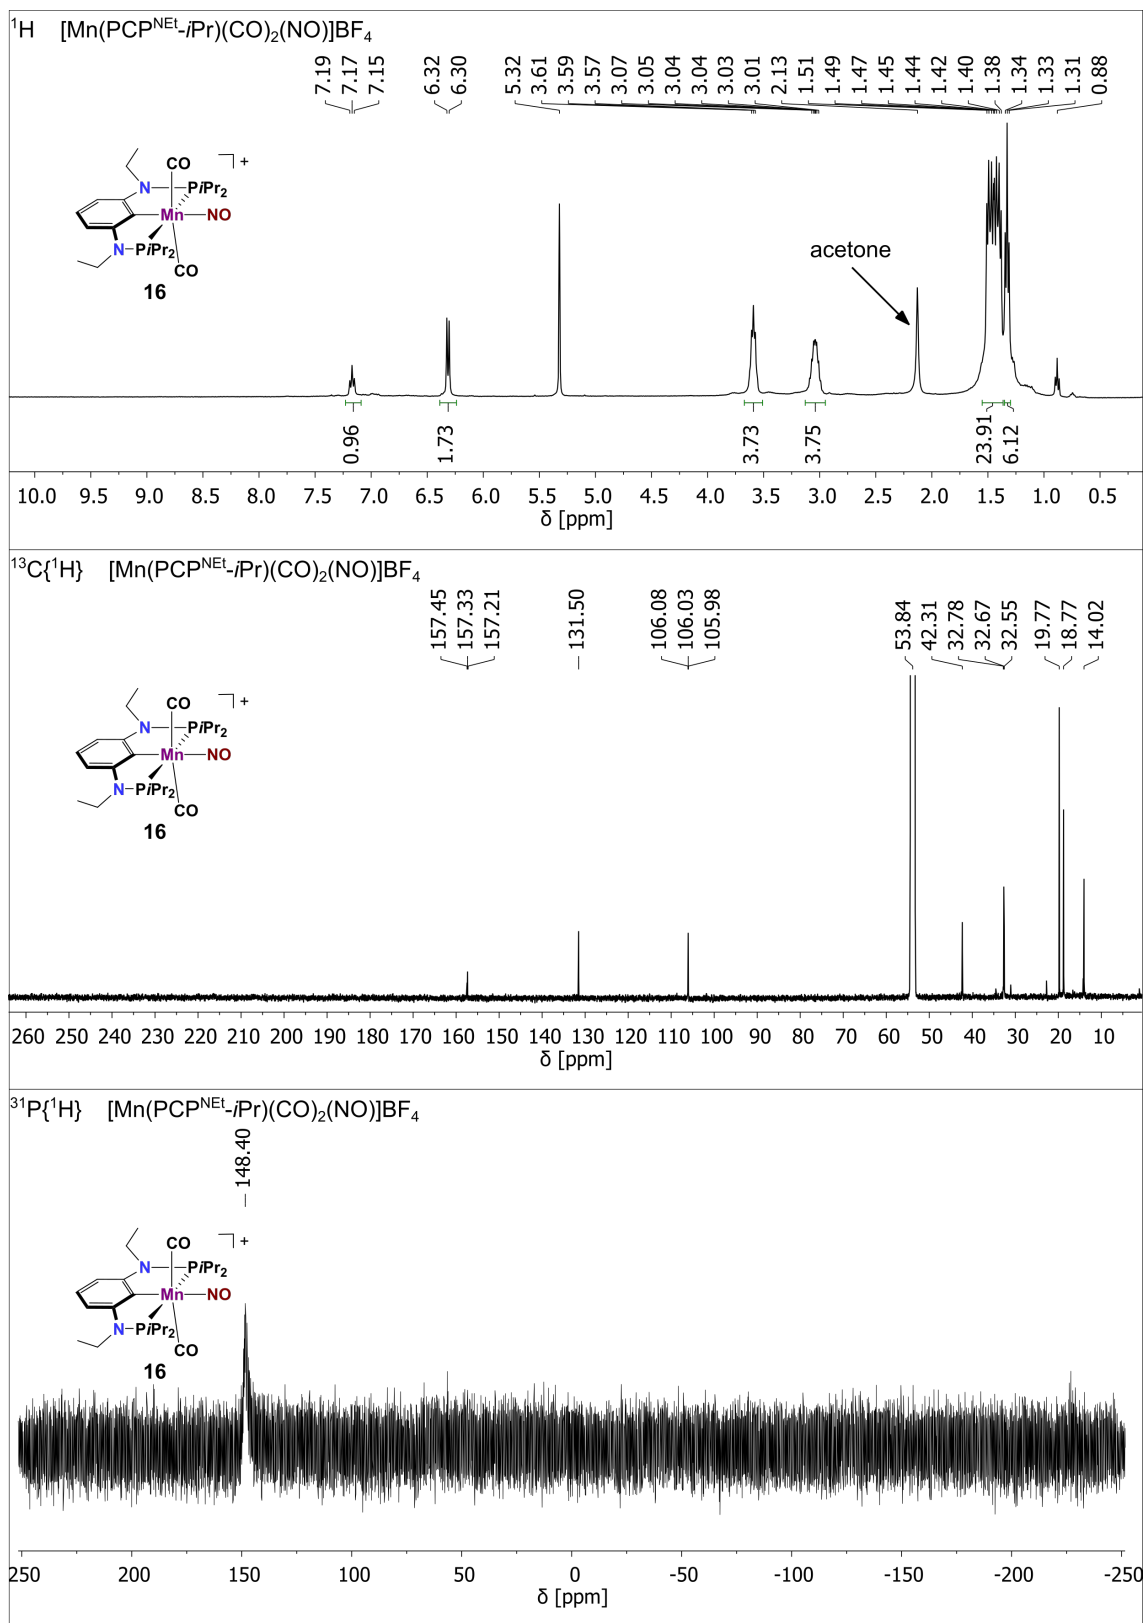 ¹H [Mn(PCP^NEt-iPr)(CO)₂(NO)]BF₄
7.19 7.17 7.15 6.32 6.30 5.32 3.61 3.59 3.57 3.07 3.05 3.04 3.04 3.03 3.01 2.13 1.51 1.49 1.47 1.45 1.44 1.42 1.40 1.38 1.34 1.33 1.31 0.88
CO
N PiPr₂
Mn NO
N PiPr₂
CO
+
16
acetone
0.96 1.73 3.73 3.75 23.91 6.12
10.0 9.5 9.0 8.5 8.0 7.5 7.0 6.5 6.0 5.5 5.0 4.5 4.0 3.5 3.0 2.5 2.0 1.5 1.0 0.5
δ [ppm]
¹³C{¹H} [Mn(PCP^NEt-iPr)(CO)₂(NO)]BF₄
157.45 157.33 157.21 131.50 106.08 106.03 105.98 53.84 42.31 32.78 32.67 32.55 19.77 18.77 14.02
CO
N PiPr₂
Mn NO
N PiPr₂
CO
+
16
260 250 240 230 220 210 200 190 180 170 160 150 140 130 120 110 100 90 80 70 60 50 40 30 20 10
δ [ppm]
³¹P{¹H} [Mn(PCP^NEt-iPr)(CO)₂(NO)]BF₄
148.40
CO
N PiPr₂
Mn NO
N PiPr₂
CO
+
16
250 200 150 100 50 0 -50 -100 -150 -200 -250
δ [ppm]